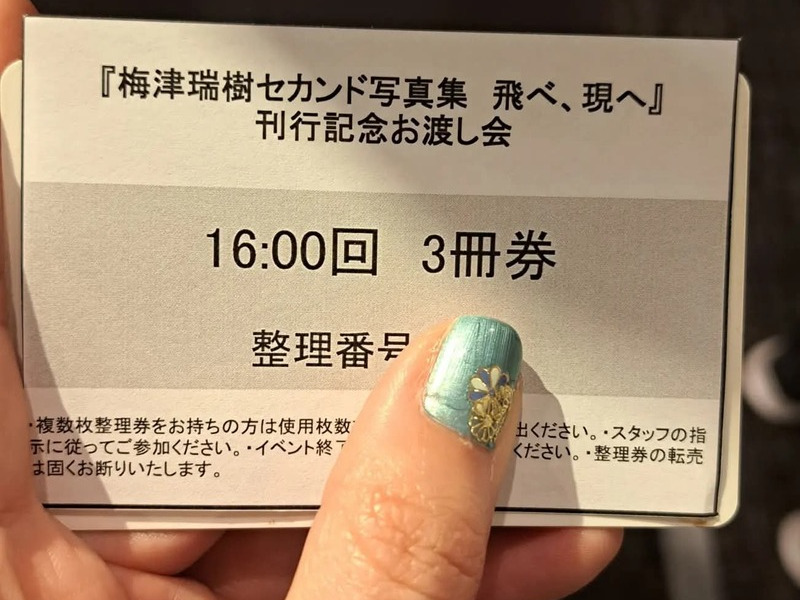 『梅津瑞樹セカンド写真集 飛べ、現へ』
刊行記念お渡し会
16:00回 3冊券
整理番号
・複数枚整理券をお持ちの方は使用枚数 出ください。・スタッフの指
示に従ってご参加ください。・イベント終了 ください。・整理券の転売
は固くお断りいたします。